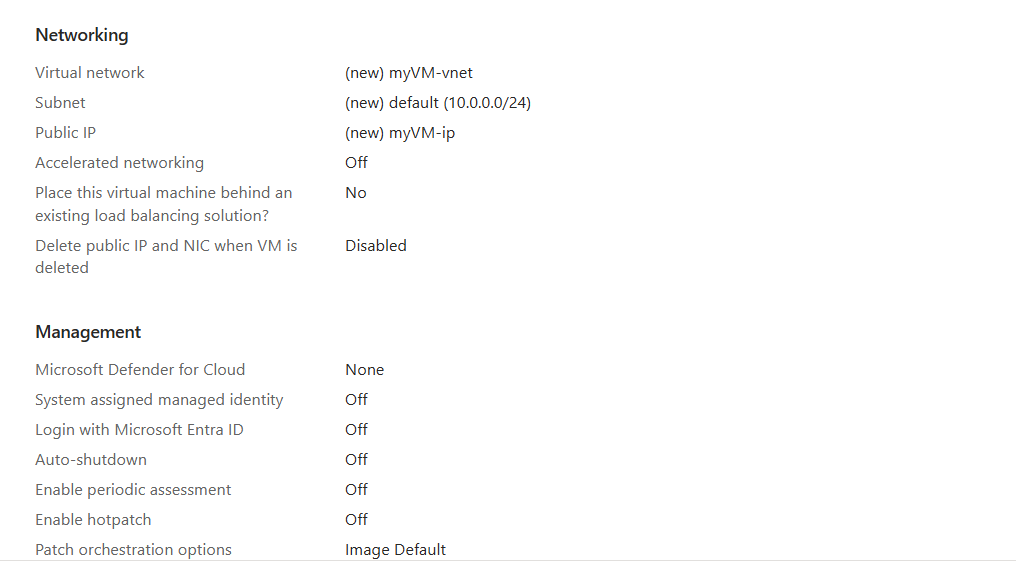 Networking
Virtual network (new) myVM-vnet
Subnet (new) default (10.0.0.0/24)
Public IP (new) myVM-ip
Accelerated networking Off
Place this virtual machine behind an No
existing load balancing solution?
Delete public IP and NIC when VM is Disabled
deleted
Management
Microsoft Defender for Cloud None
System assigned managed identity Off
Login with Microsoft Entra ID Off
Auto-shutdown Off
Enable periodic assessment Off
Enable hotpatch Off
Patch orchestration options Image Default